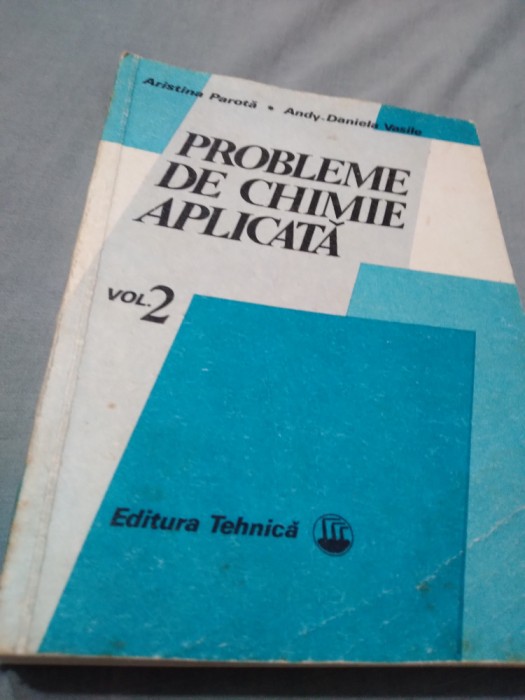 Aristina Parotă • Andy-Daniela Vasile
PROBLEME
DE CHIMIE
APLICATĂ
VOL.2
Editura Tehnică